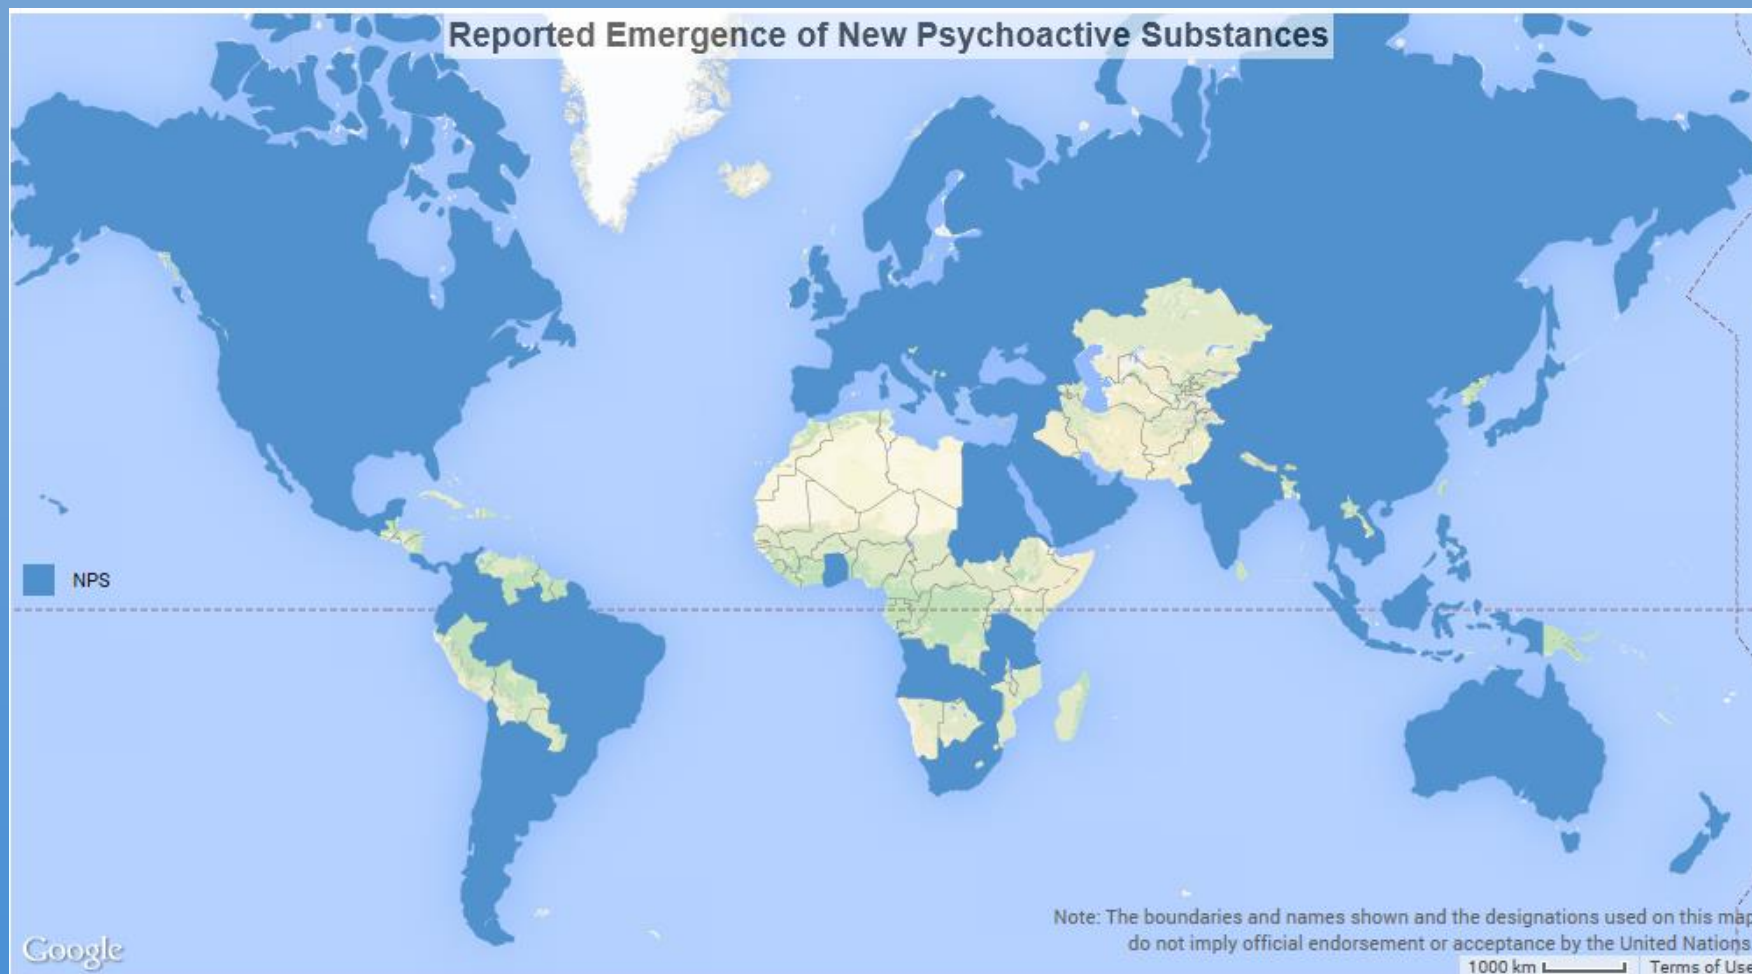 Reported Emergence of New Psychoactive Substances
NPS
Note: The boundaries and names shown and the designations used on this map
do not imply official endorsement or acceptance by the United Nations
Google
1000 km
Terms of Use